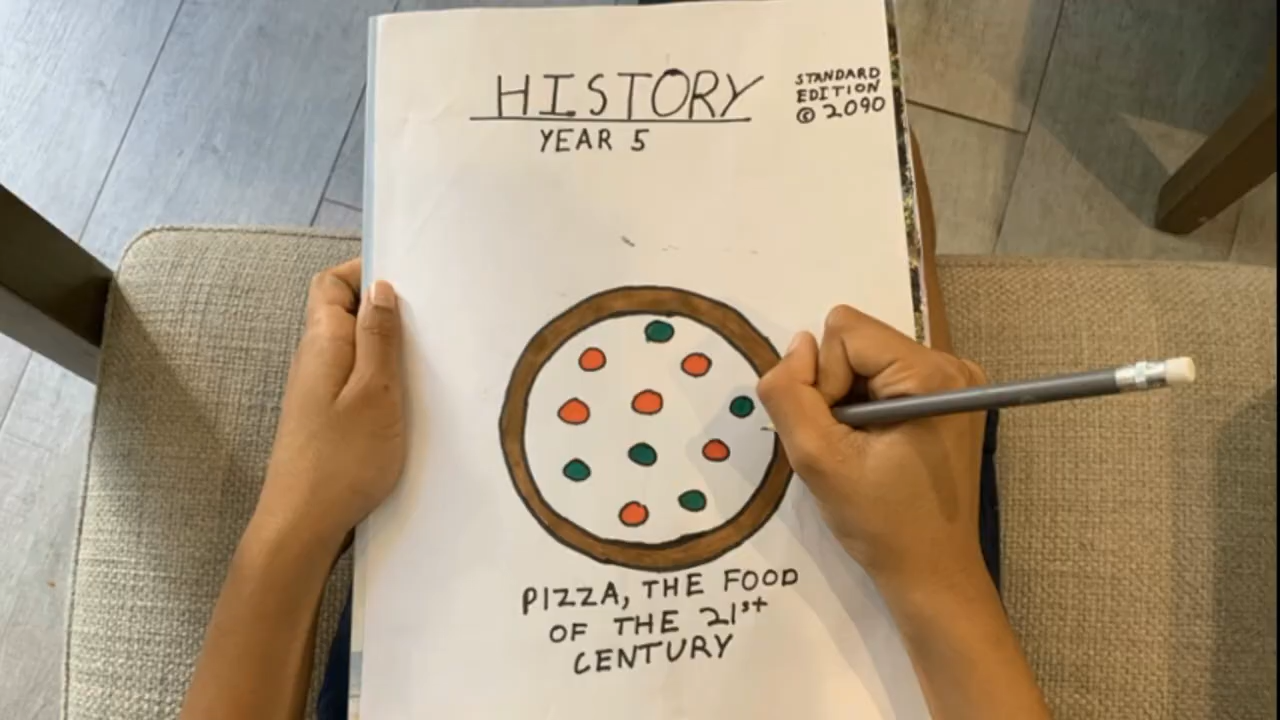 HISTORY
YEAR 5
STANDARD
EDITION
© 2090
PIZZA, THE FOOD
OF THE 21st
CENTURY